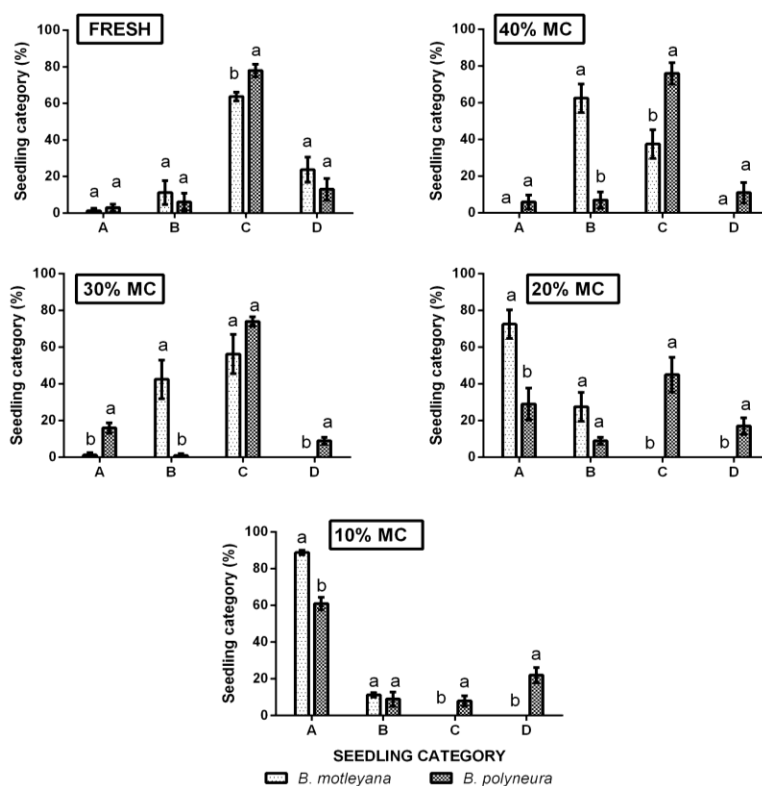 FRESH
Seedling category (%)
100
80
60
40
20
0
a a
a a
b a
a a
A B C D
40% MC
Seedling category (%)
100
80
60
40
20
0
a a
a b
b a
a a
A B C D
30% MC
Seedling category (%)
100
80
60
40
20
0
b a
a b
a a
b a
A B C D
20% MC
Seedling category (%)
100
80
60
40
20
0
a b
a a
b a
b a
A B C D
10% MC
Seedling category (%)
100
80
60
40
20
0
a b
a a
b a
b a
A B C D
SEEDLING CATEGORY
B. motleyana B. polyneura